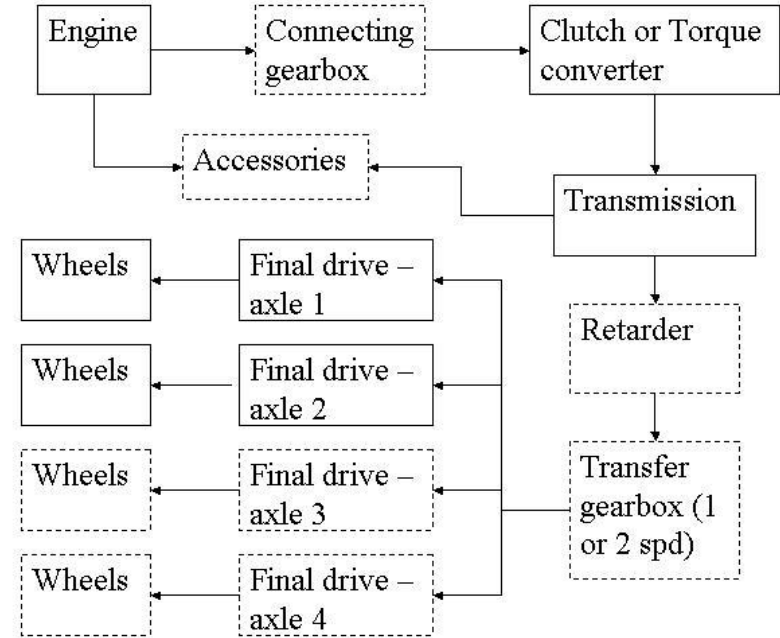 Engine
Connecting
gearbox
Clutch or Torque
converter
Accessories
Transmission
Wheels
Final drive –
axle 1
Retarder
Wheels
Final drive –
axle 2
Wheels
Final drive –
axle 3
Transfer
gearbox (1
or 2 spd)
Wheels
Final drive –
axle 4